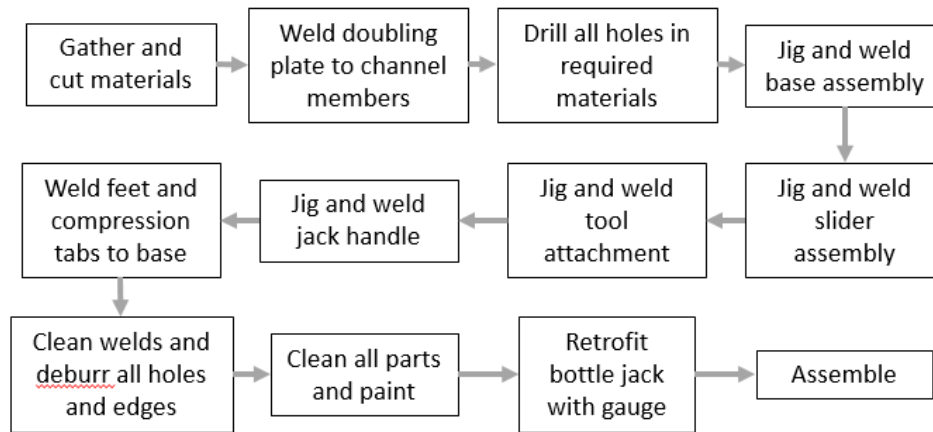 Gather and
cut materials
Weld doubling
plate to channel
members
Drill all holes in
required
materials
Jig and weld
base assembly
Jig and weld
slider
assembly
Jig and weld
tool
attachment
Jig and weld
jack handle
Weld feet and
compression
tabs to base
Clean welds and
deburr all holes
and edges
Clean all parts
and paint
Retrofit
bottle jack
with gauge
Assemble